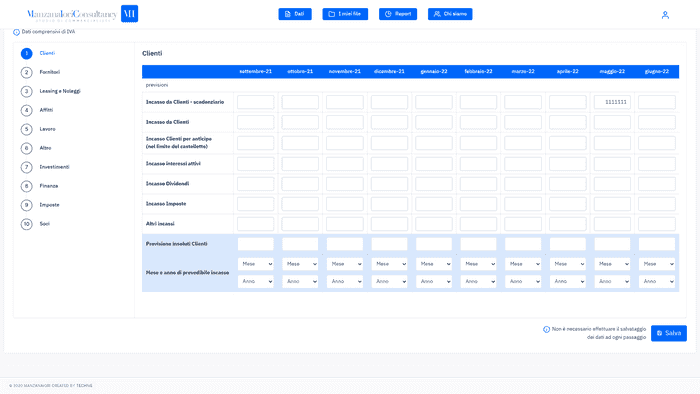 ManzanaIoriConsultancy MI
Dati
I miei file
Report
Chi siamo
Dati comprensivi di IVA
1 Clienti
2 Fornitori
3 Leasing e Noleggi
4 Affitti
5 Lavoro
6 Altro
7 Investimenti
8 Finanza
9 Imposte
10 Soci
Clienti
settembre-21 ottobre-21 novembre-21 dicembre-21 gennaio-22 febbraio-22 marzo-22 aprile-22 maggio-22 giugno-22
previsioni
Incasso da Clienti - scadenziario 1111111
Incasso da Clienti
Incasso Clienti per anticipo
(nel limite del castelletto)
Incasso interessi attivi
Incasso Dividendi
Incasso Imposte
Altri incassi
Previsione insoluti Clienti
Mese e anno di prevedibile incasso
Mese Mese Mese Mese Mese Mese Mese Mese Mese Mese
Anno Anno Anno Anno Anno Anno Anno Anno Anno Anno
Non è necessario effettuare il salvataggio
dei dati ad ogni passaggio
Salva
© 2020 MANZANAIORI CREATED BY TECHNE